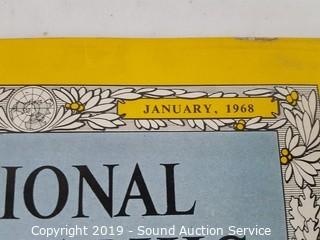 JANUARY, 1968
IONAL
Copyright 2019 - Sound Auction Service